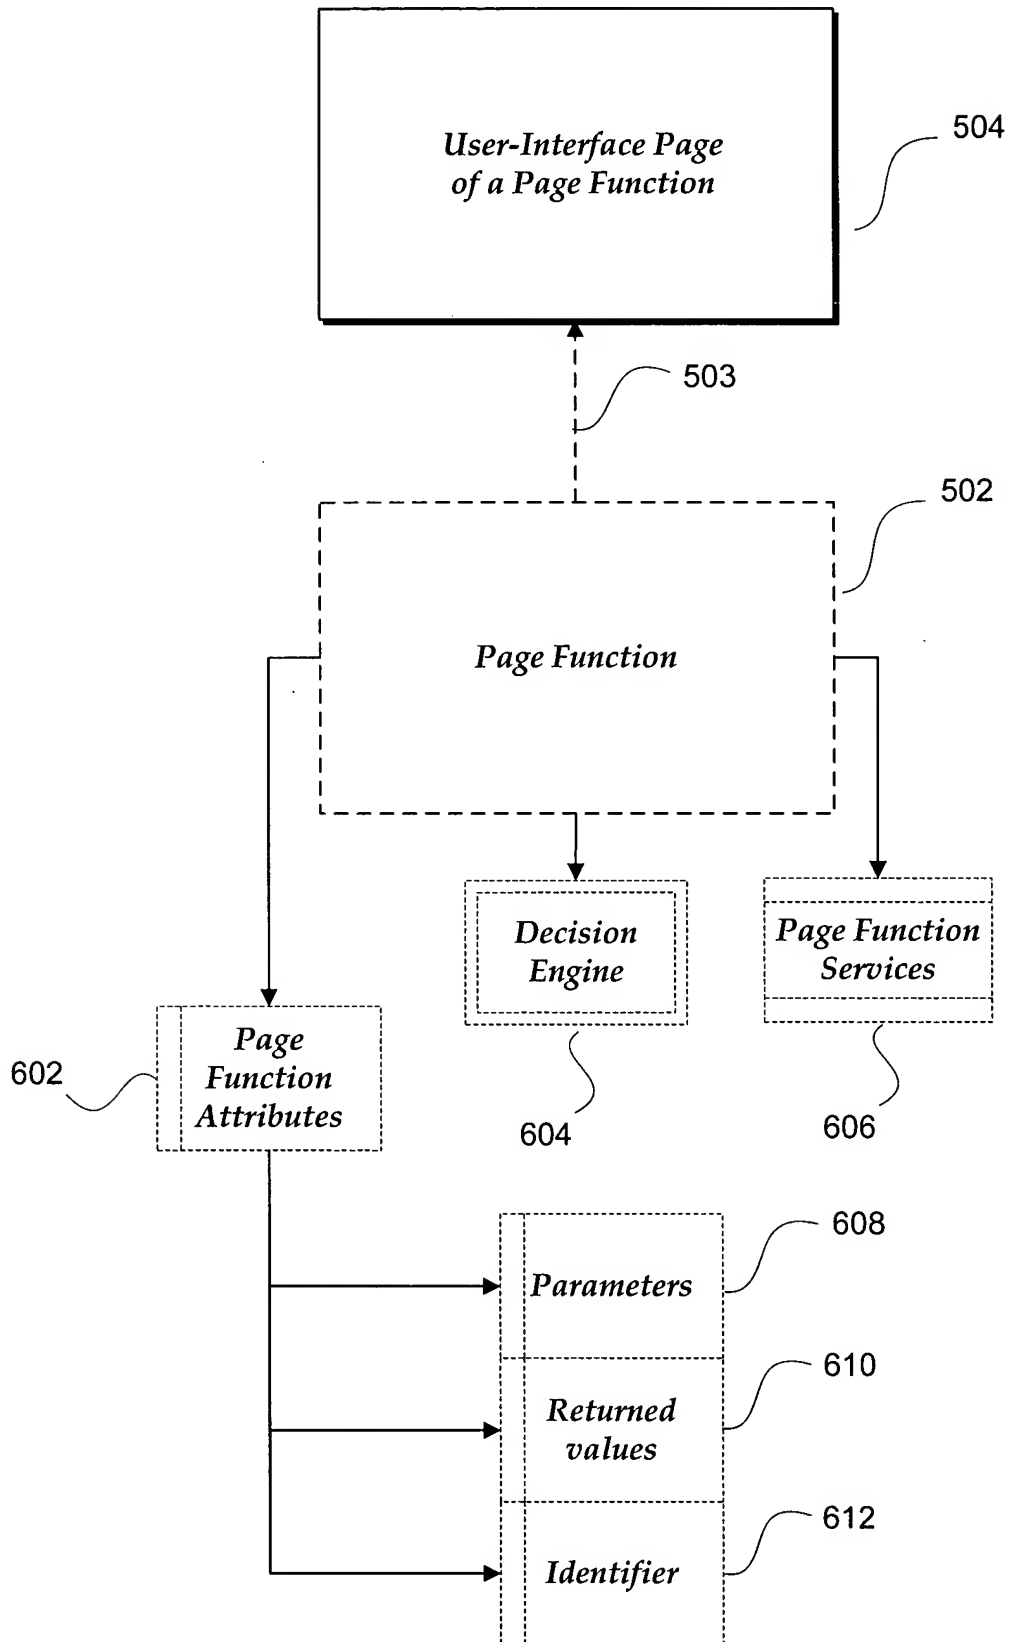 User-Interface Page
of a Page Function
504
503
502
Page Function
Decision
Engine
Page Function
Services
Page
Function
Attributes
602
604
606
Parameters
608
Returned
values
610
Identifier
612